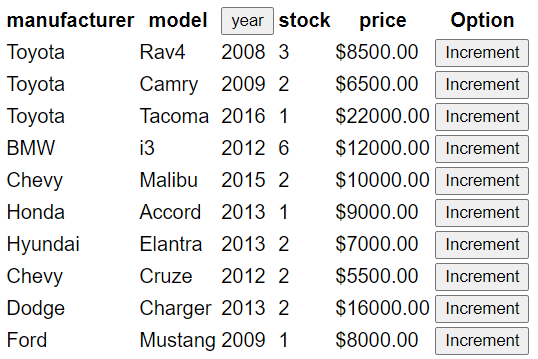 manufacturer model year stock price Option
Toyota Rav4 2008 3 $8500.00 Increment
Toyota Camry 2009 2 $6500.00 Increment
Toyota Tacoma 2016 1 $22000.00 Increment
BMW i3 2012 6 $12000.00 Increment
Chevy Malibu 2015 2 $10000.00 Increment
Honda Accord 2013 1 $9000.00 Increment
Hyundai Elantra 2013 2 $7000.00 Increment
Chevy Cruze 2012 2 $5500.00 Increment
Dodge Charger 2013 2 $16000.00 Increment
Ford Mustang 2009 1 $8000.00 Increment